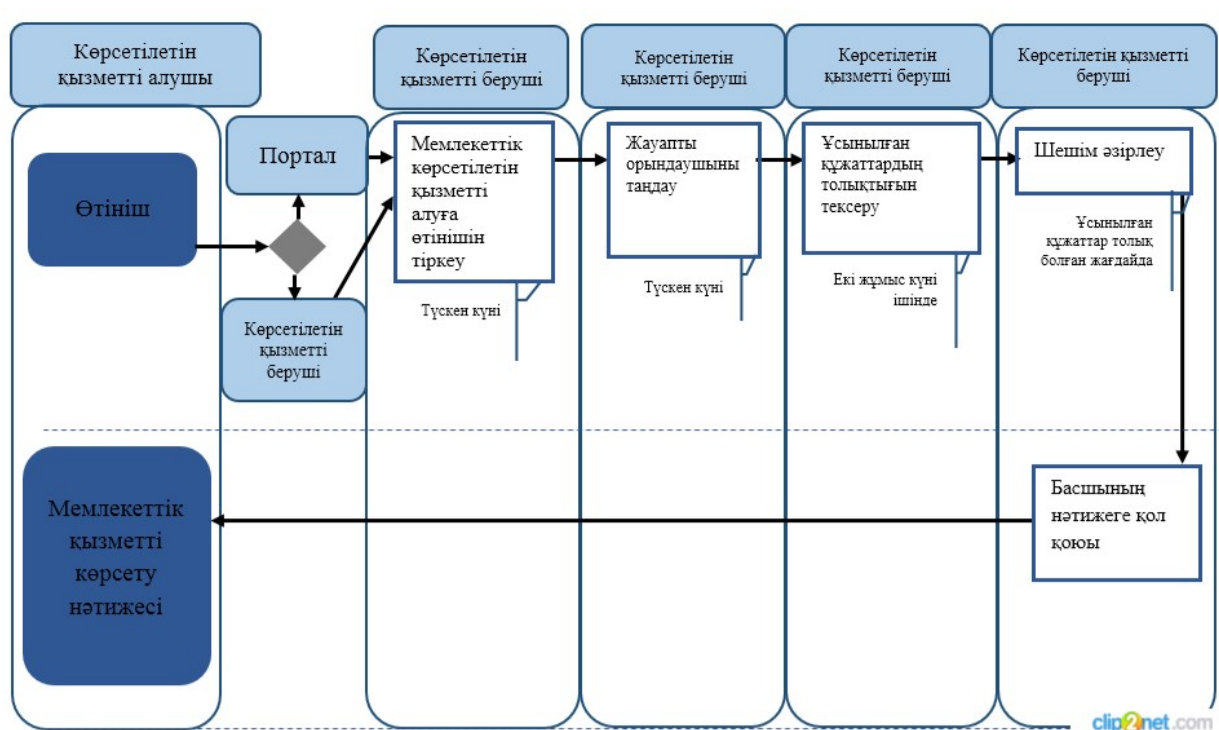 Көрсетілетін
қызметті алушы
Көрсетілетін
қызметті беруші
Көрсетілетін
қызметті беруші
Көрсетілетін
қызметті беруші
Көрсетілетін қызметті
беруші
Өтініш
Портал
Көрсетілетін
қызметті
беруші
Мемлекеттік
көрсетілетін
қызметті
алуға
өтінішін
тіркеу
Түскен күні
Жауапты
орындаушыны
таңдау
Түскен күні
Ұсынылған
құжаттардың
толықтығын
тексеру
Екі жұмыс күні
ішінде
Шешім әзірлеу
Ұсынылған
құжаттар толық
болған жағдайда
Басшының
нәтижеге қол
қоюы
Мемлекеттік
қызметті
көрсету
нәтижесі
clip2net.com